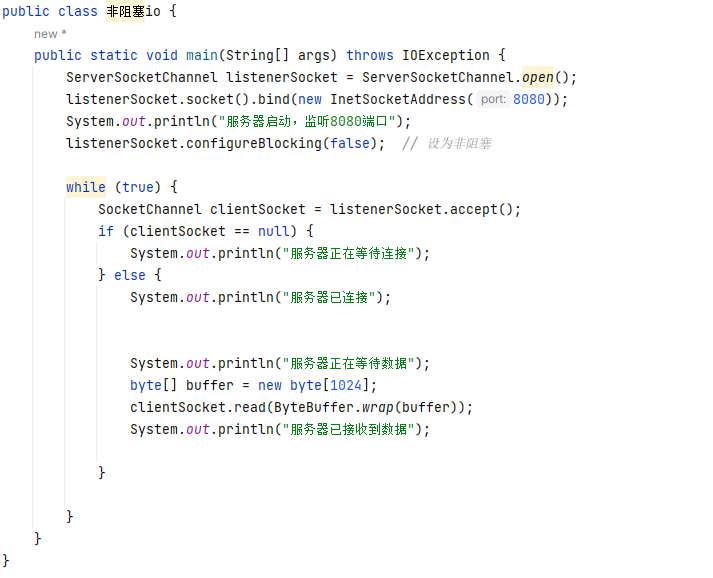 public class 非阻塞io {
new *
public static void main(String[] args) throws IOException {
ServerSocketChannel listenerSocket = ServerSocketChannel.open();
listenerSocket.socket().bind(new InetSocketAddress( port: 8080));
System.out.println("服务器启动，监听8080端口");
listenerSocket.configureBlocking(false);  // 设为非阻塞
while (true) {
SocketChannel clientSocket = listenerSocket.accept();
if (clientSocket == null) {
System.out.println("服务器正在等待连接");
} else {
System.out.println("服务器已连接");
System.out.println("服务器正在等待数据");
byte[] buffer = new byte[1024];
clientSocket.read(ByteBuffer.wrap(buffer));
System.out.println("服务器已接收到数据");
}
}
}
}